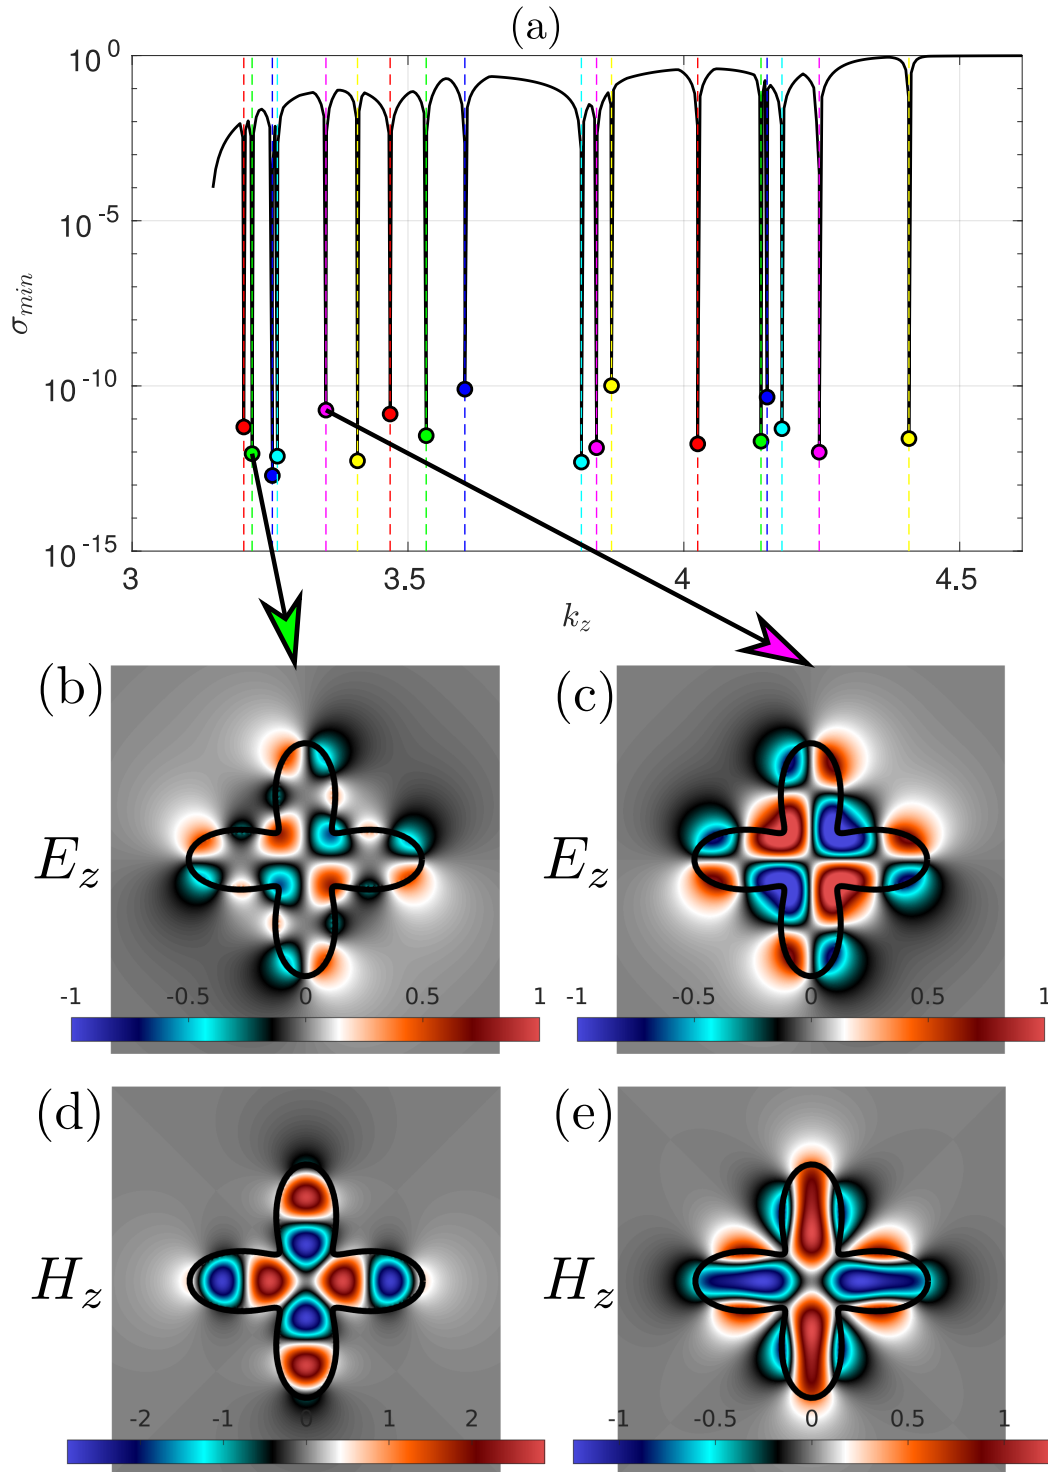 (a)
10^0
10^-5
10^-10
10^-15
σ_min
3 3.5 4 4.5
k_z
(b) (c)
E_z E_z
-1 -0.5 0 0.5 1 -1 -0.5 0 0.5 1
(d) (e)
H_z H_z
-2 -1 0 1 2 -1 -0.5 0 0.5 1